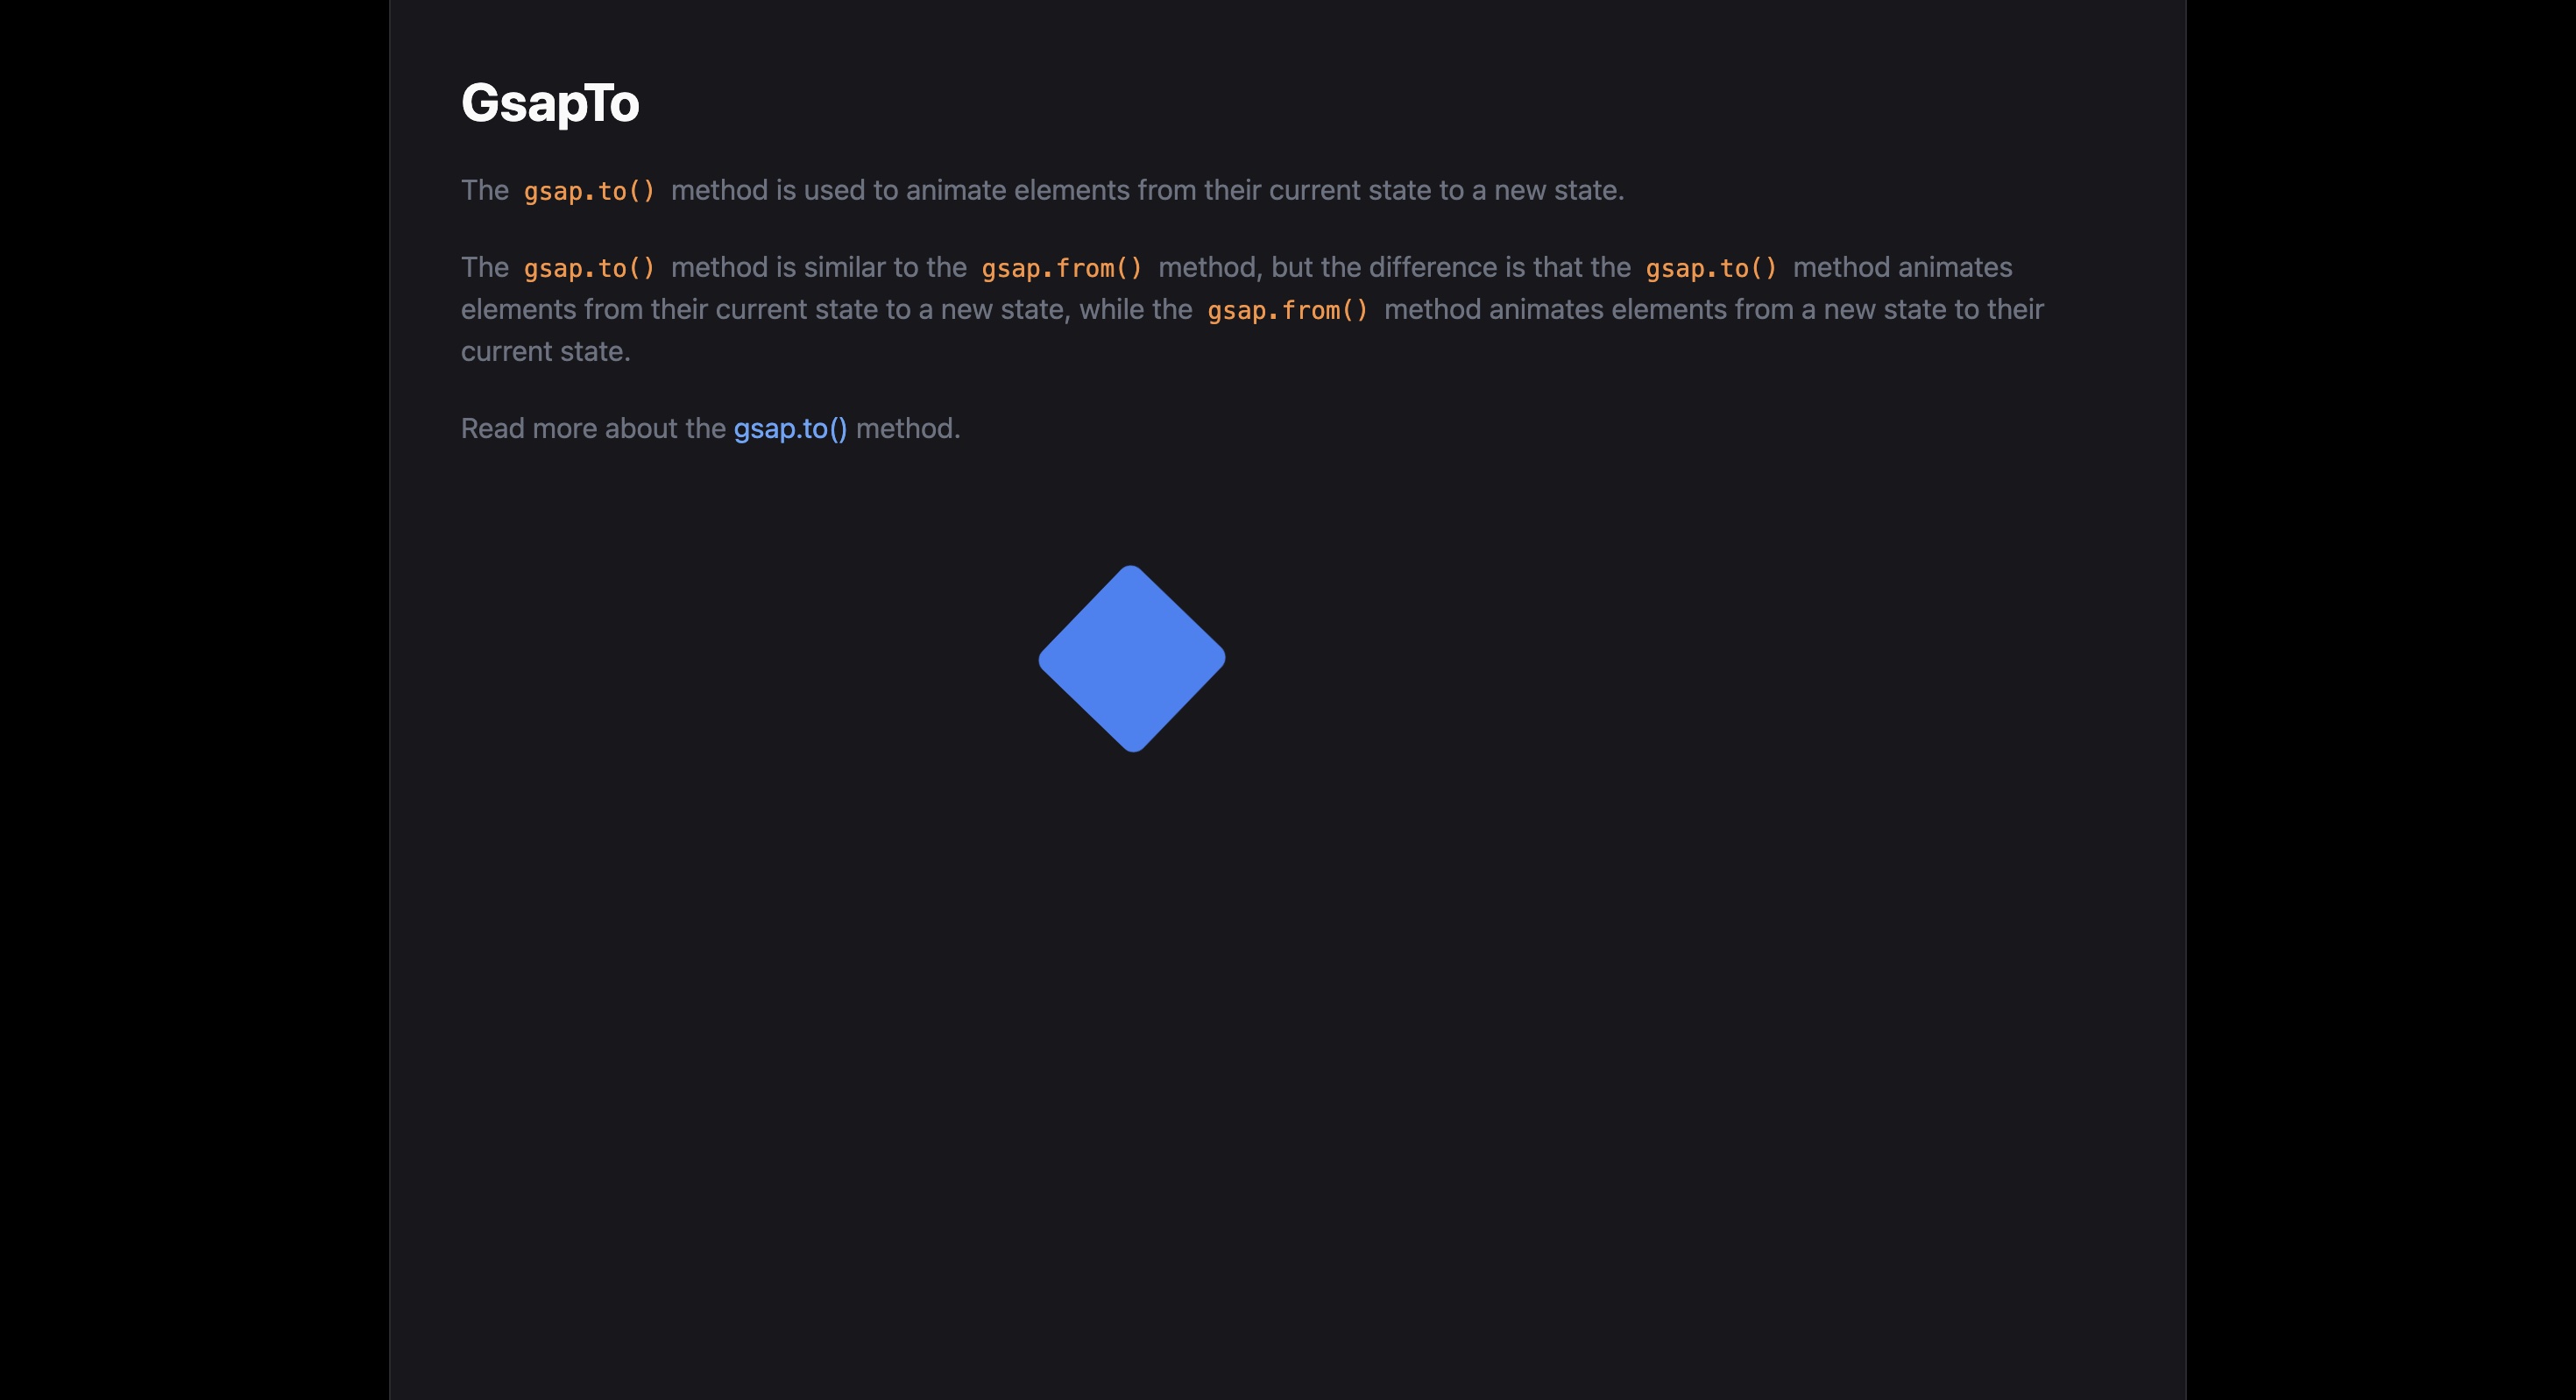 GsapTo
The gsap.to() method is used to animate elements from their current state to a new state.
The gsap.to() method is similar to the gsap.from() method, but the difference is that the gsap.to() method animates
elements from their current state to a new state, while the gsap.from() method animates elements from a new state to their
current state.
Read more about the gsap.to() method.